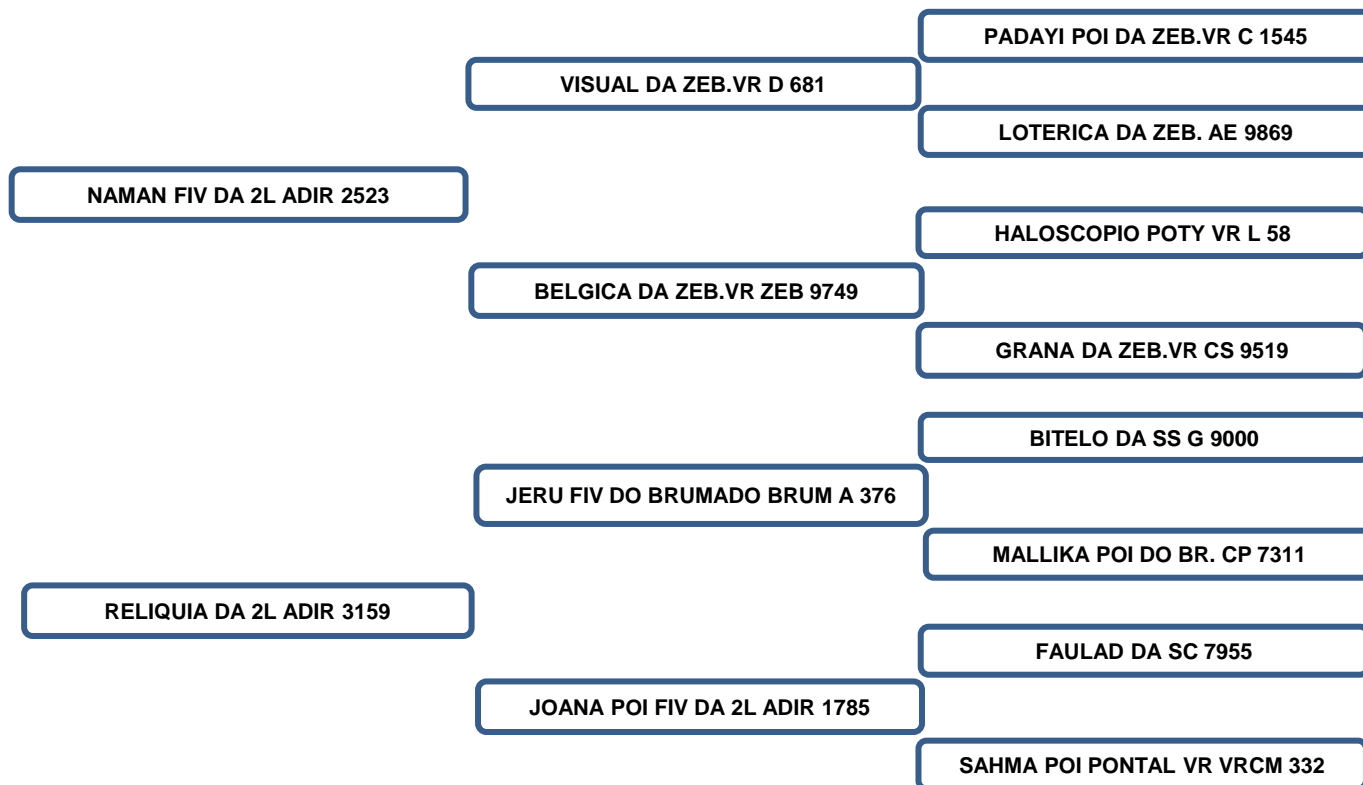 PADAYI POI DA ZEB.VR C 1545
VISUAL DA ZEB.VR D 681
LOTERICA DA ZEB. AE 9869
NAMAN FIV DA 2L ADIR 2523
HALOSCOPIO POTY VR L 58
BELGICA DA ZEB.VR ZEB 9749
GRANA DA ZEB.VR CS 9519
BITELO DA SS G 9000
JERU FIV DO BRUMADO BRUM A 376
MALLIKA POI DO BR. CP 7311
RELIQUIA DA 2L ADIR 3159
FAULAD DA SC 7955
JOANA POI FIV DA 2L ADIR 1785
SAHMA POI PONTAL VR VRCM 332